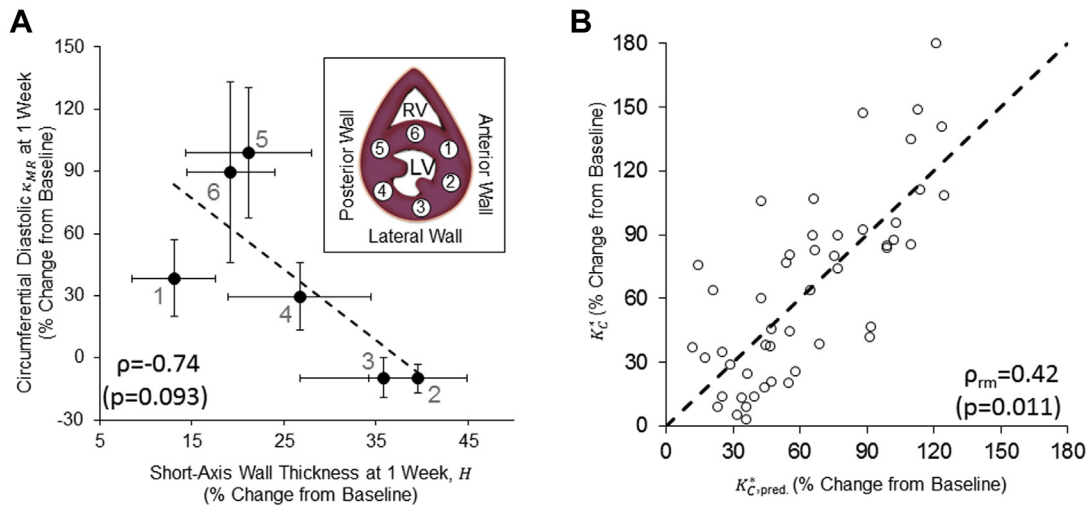 A
Circumferential Diastolic κMR at 1 Week
(% Change from Baseline)
150
120
90
60
30
0
-30
5
15
25
35
45
Short-Axis Wall Thickness at 1 Week, H
(% Change from Baseline)
5
6
1
4
3
2
ρ=-0.74
(p=0.093)
RV
LV
6
5
1
4
2
3
Posterior Wall
Anterior Wall
Lateral Wall
B
K*C (% Change from Baseline)
180
150
120
90
60
30
0
0
30
60
90
120
150
180
K*C,pred. (% Change from Baseline)
ρrm=0.42
(p=0.011)